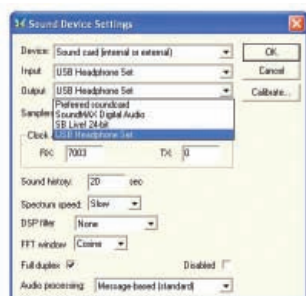 Sound Device Settings
Device: Sound card (internal or external)
OK
Input USB Headphone Set
Cancel
Output USB Headphone Set
Calibrate...
Preferred soundcard
SoundMAX Digital Audio
SB Live! 24-bit
USB Headphone Set
Clock
RX: 7003 TX: 0
Sound history: 20 sec
Spectrum speed: Slow
DSP filter None
FFT window Cosine
Full duplex Disabled
Audio processing: Message-based (standard)